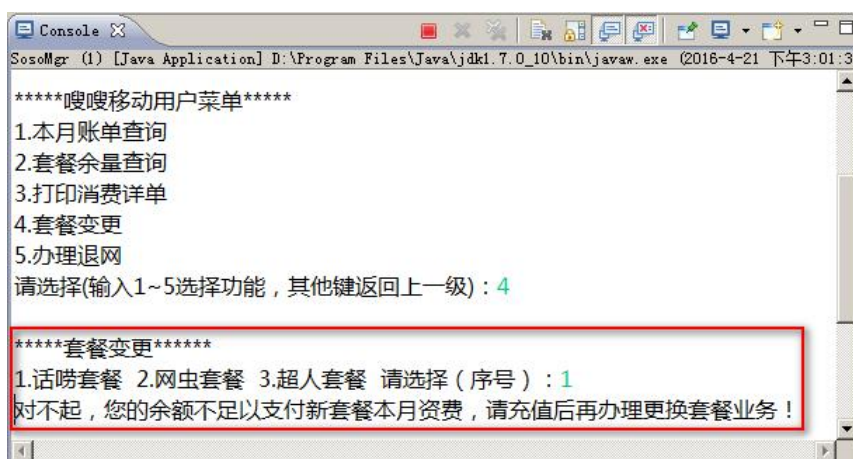 Console
SosoMgr (1) [Java Application] D:\Program Files\Java\jdk1.7.0_10\bin\javaw.exe (2016-4-21 下午3:01:3
*****嗖嗖移动用户菜单*****
1.本月账单查询
2.套餐余量查询
3.打印消费详单
4.套餐变更
5.办理退网
请选择(输入1~5选择功能，其他键返回上一级)：4
*****套餐变更******
1.话唠套餐 2.网虫套餐 3.超人套餐 请选择（序号）：1
对不起，您的余额不足以支付新套餐本月资费，请充值后再办理更换套餐业务！